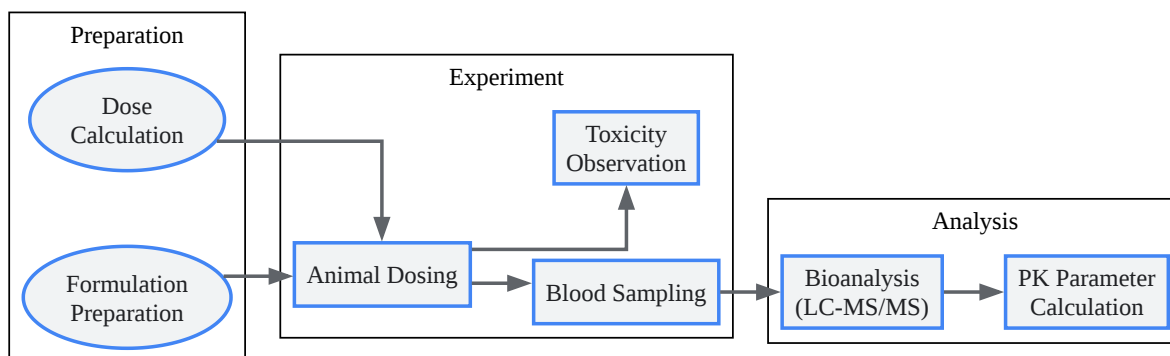 Preparation
Dose
Calculation
Formulation
Preparation
Experiment
Toxicity
Observation
Animal Dosing
Blood Sampling
Analysis
Bioanalysis
(LC-MS/MS)
PK Parameter
Calculation